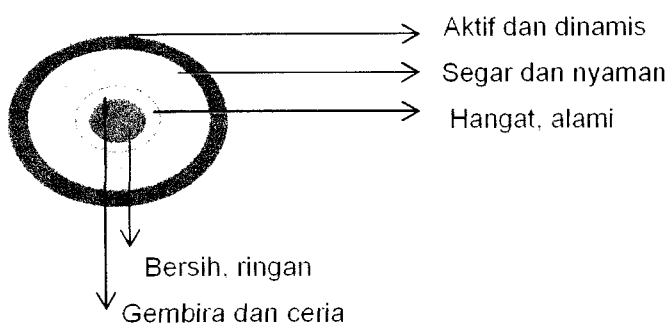 Aktif dan dinamis
Segar dan nyaman
Hangat, alami
Bersih, ringan
Gembira dan ceria